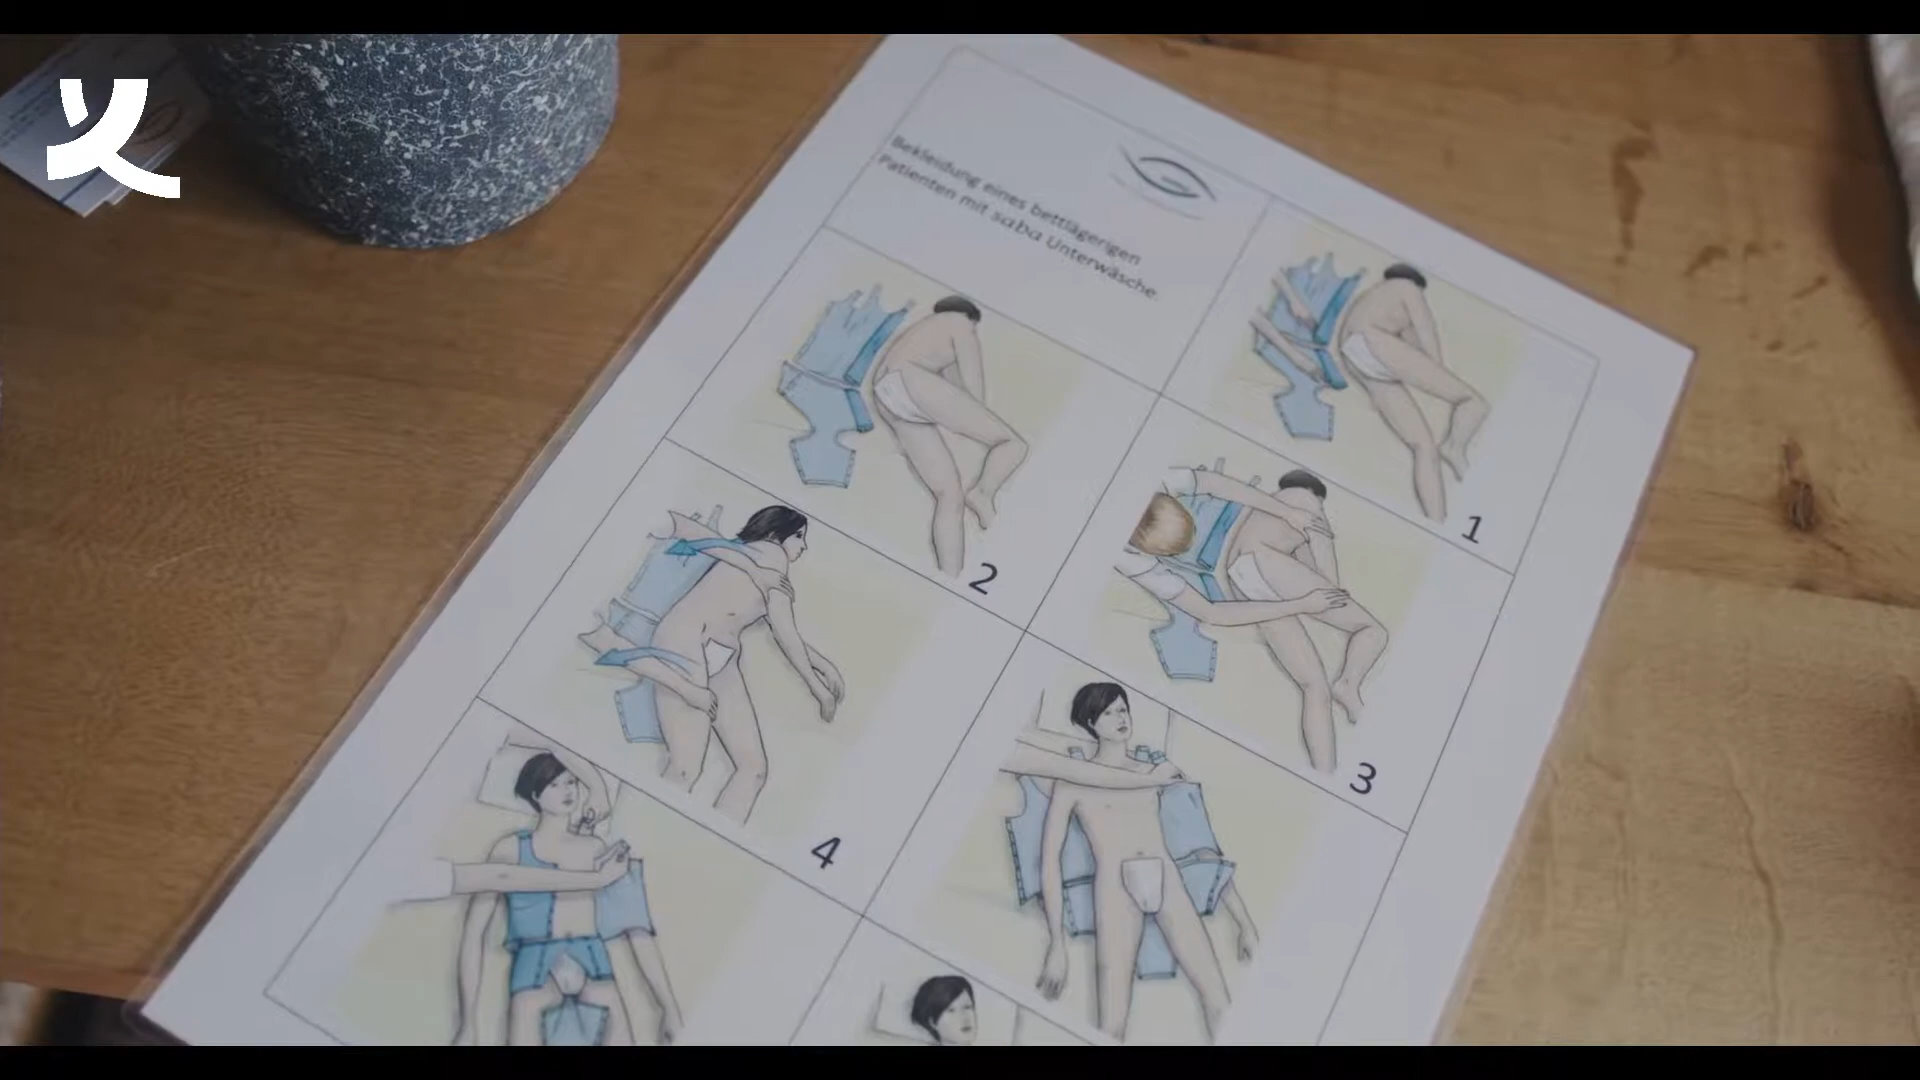 Bekleidung eines bettlägerigen
Patienten mit saba Unterwäsche.
1
2
3
4